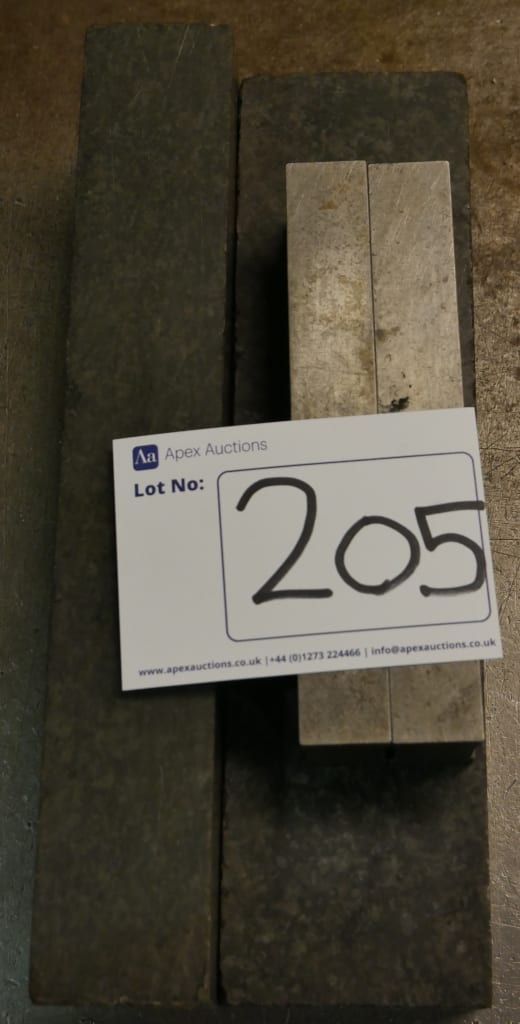 Aa Apex Auctions
Lot No:
205
www.apexauctions.co.uk |+44 (0)1273 224466 | info@apexauctions.co.uk